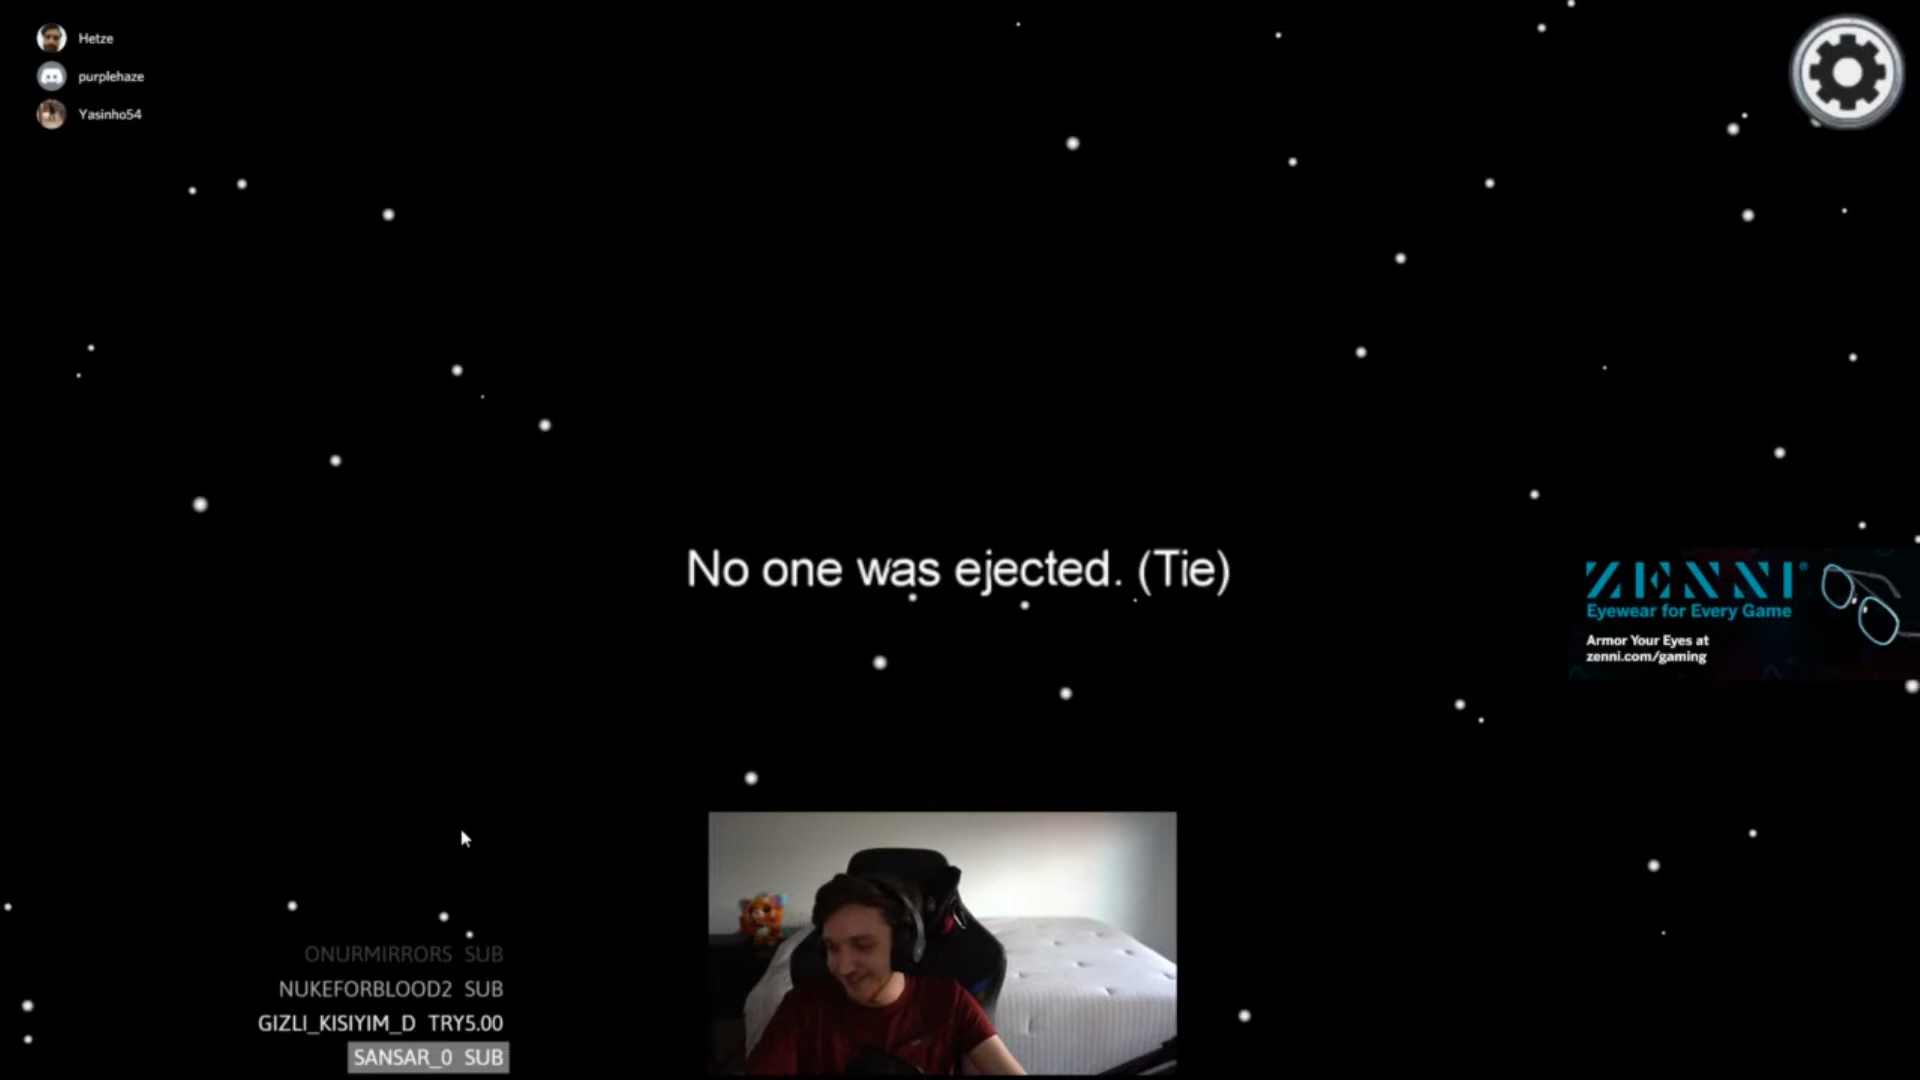 Hetze
purplehaze
Yasinho54
No one was ejected. (Tie)
ZENNI®
Eyewear for Every Game
Armor Your Eyes at
zenni.com/gaming
ONURMIRRORS SUB
NUKEFORBLOOD2 SUB
GIZLI_KISIYIM_D TRY5.00
SANSAR_0 SUB